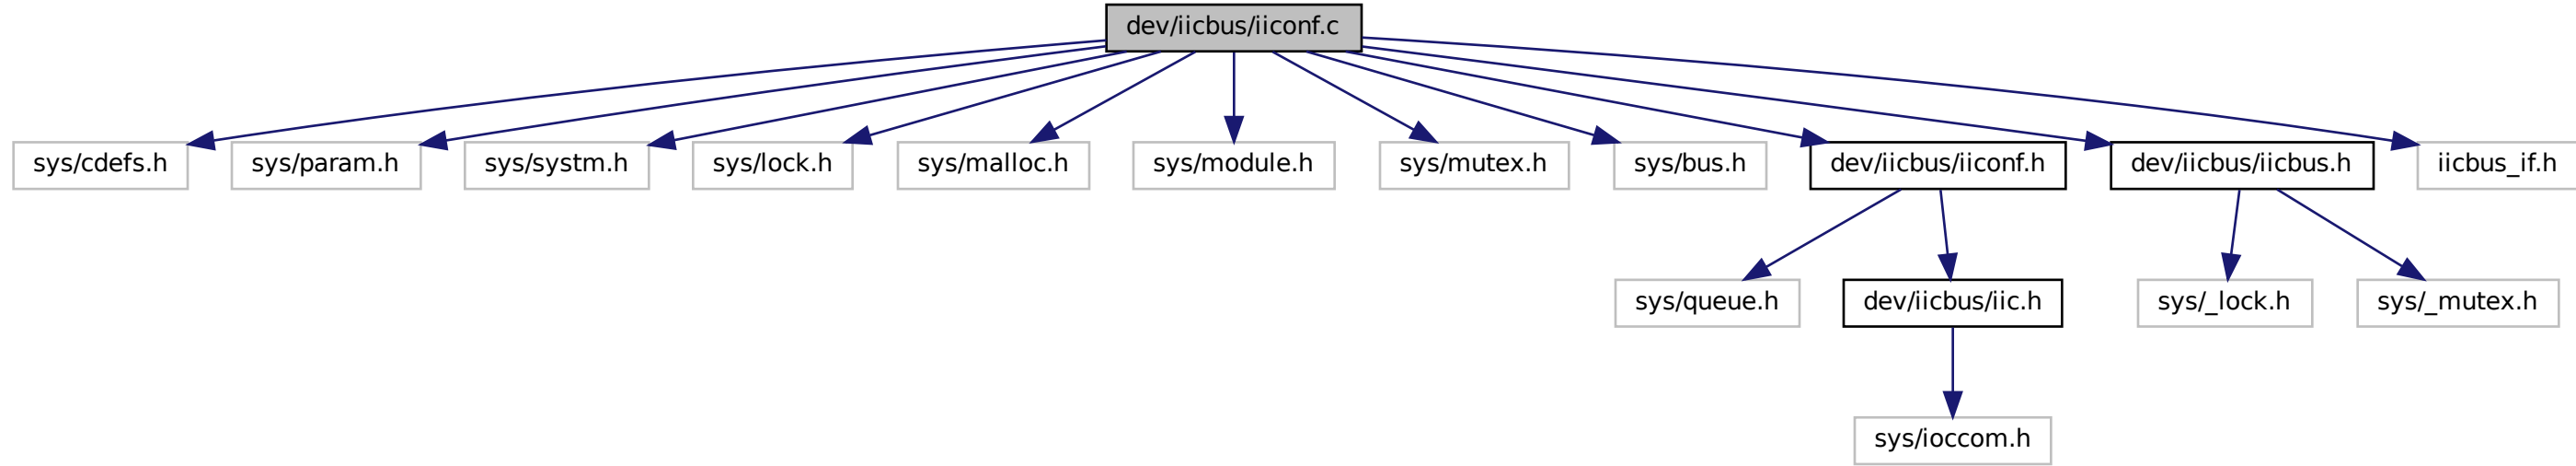 dev/iicbus/iiconf.c
sys/cdefs.h
sys/param.h
sys/systm.h
sys/lock.h
sys/malloc.h
sys/module.h
sys/mutex.h
sys/bus.h
dev/iicbus/iiconf.h
dev/iicbus/iicbus.h
iicbus_if.h
sys/queue.h
dev/iicbus/iic.h
sys/_lock.h
sys/_mutex.h
sys/ioccom.h